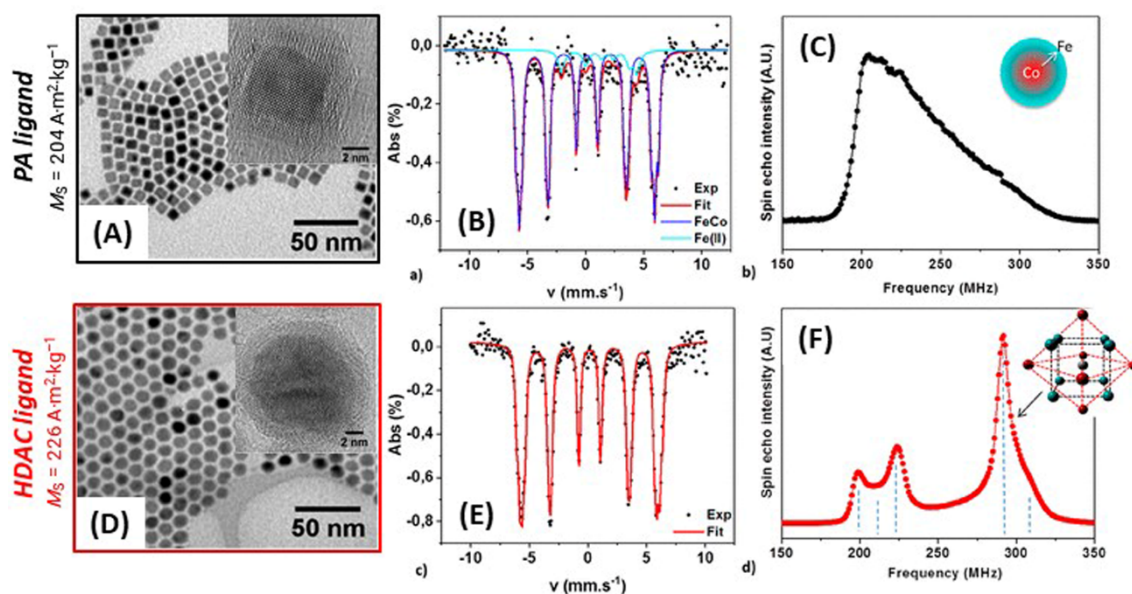 PA ligand
M_S = 204 A·m²·kg⁻¹
(A)
2 nm
50 nm
0,0
-0,2
-0,4
-0,6
Abs (%)
(B)
Exp
Fit
FeCo
Fe(II)
-10
-5
0
5
10
a)
ν (mm.s⁻¹)
Spin echo intensity (A.U.)
(C)
Co
Fe
150
200
250
300
350
b)
Frequency (MHz)
HDAC ligand
M_S = 226 A·m²·kg⁻¹
(D)
2 nm
50 nm
0,0
-0,2
-0,4
-0,6
-0,8
Abs (%)
(E)
Exp
Fit
-10
-5
0
5
10
c)
ν (mm.s⁻¹)
Spin echo intensity (A.U)
(F)
150
200
250
300
350
d)
Frequency (MHz)